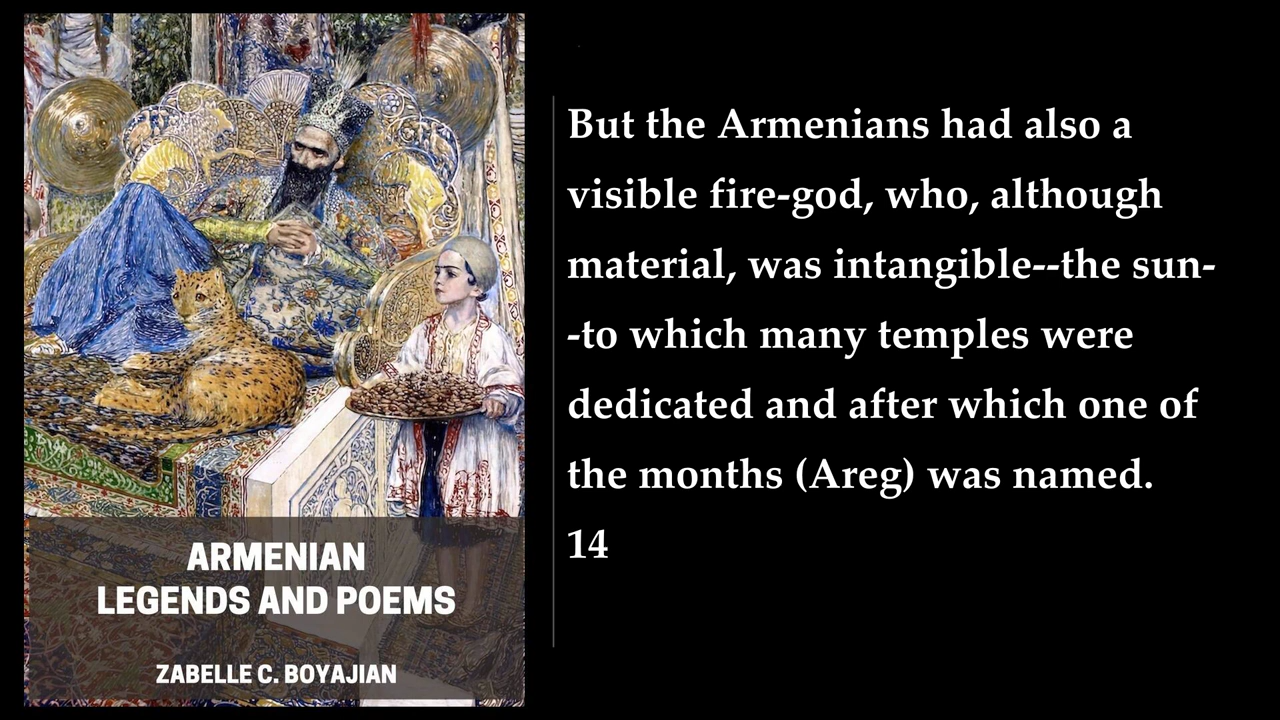 But the Armenians had also a
visible fire-god, who, although
material, was intangible--the sun-
-to which many temples were
dedicated and after which one of
the months (Areg) was named.
14
ARMENIAN
LEGENDS AND POEMS
ZABELLE C. BOYAJIAN